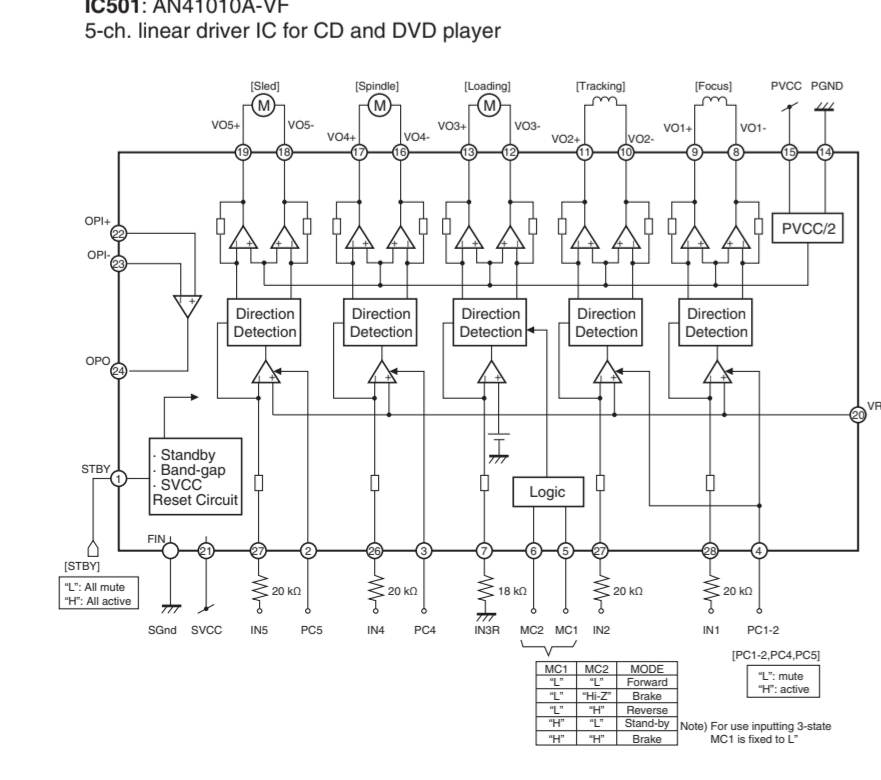 IC501: AN41010A-VF
5-ch. linear driver IC for CD and DVD player
[Sled] [Spindle] [Loading] [Tracking] [Focus] PVCC PGND
M M M
VO5+ VO5- VO4+ VO4- VO3+ VO3- VO2+ VO2- VO1+ VO1-
19 18 17 16 13 12 11 10 9 8 15 14
OPI+
22
OPI-
23
PVCC/2
Direction Detection
Direction Detection
Direction Detection
Direction Detection
Direction Detection
OPO
24
20 VR
· Standby
· Band-gap
· SVCC
Reset Circuit
STBY
1
Logic
FIN 21 27 2 26 3 7 6 5 27 28 4
[STBY]
"L": All mute
"H": All active
20 kΩ 20 kΩ 18 kΩ 20 kΩ 20 kΩ
SGnd SVCC IN5 PC5 IN4 PC4 IN3R MC2 MC1 IN2 IN1 PC1-2
[PC1-2,PC4,PC5]
"L": mute
"H": active
MC1 MC2 MODE
"L" "L" Forward
"L" "Hi-Z" Brake
"L" "H" Reverse
"H" "L" Stand-by
"H" "H" Brake
Note) For use inputting 3-state
MC1 is fixed to L"